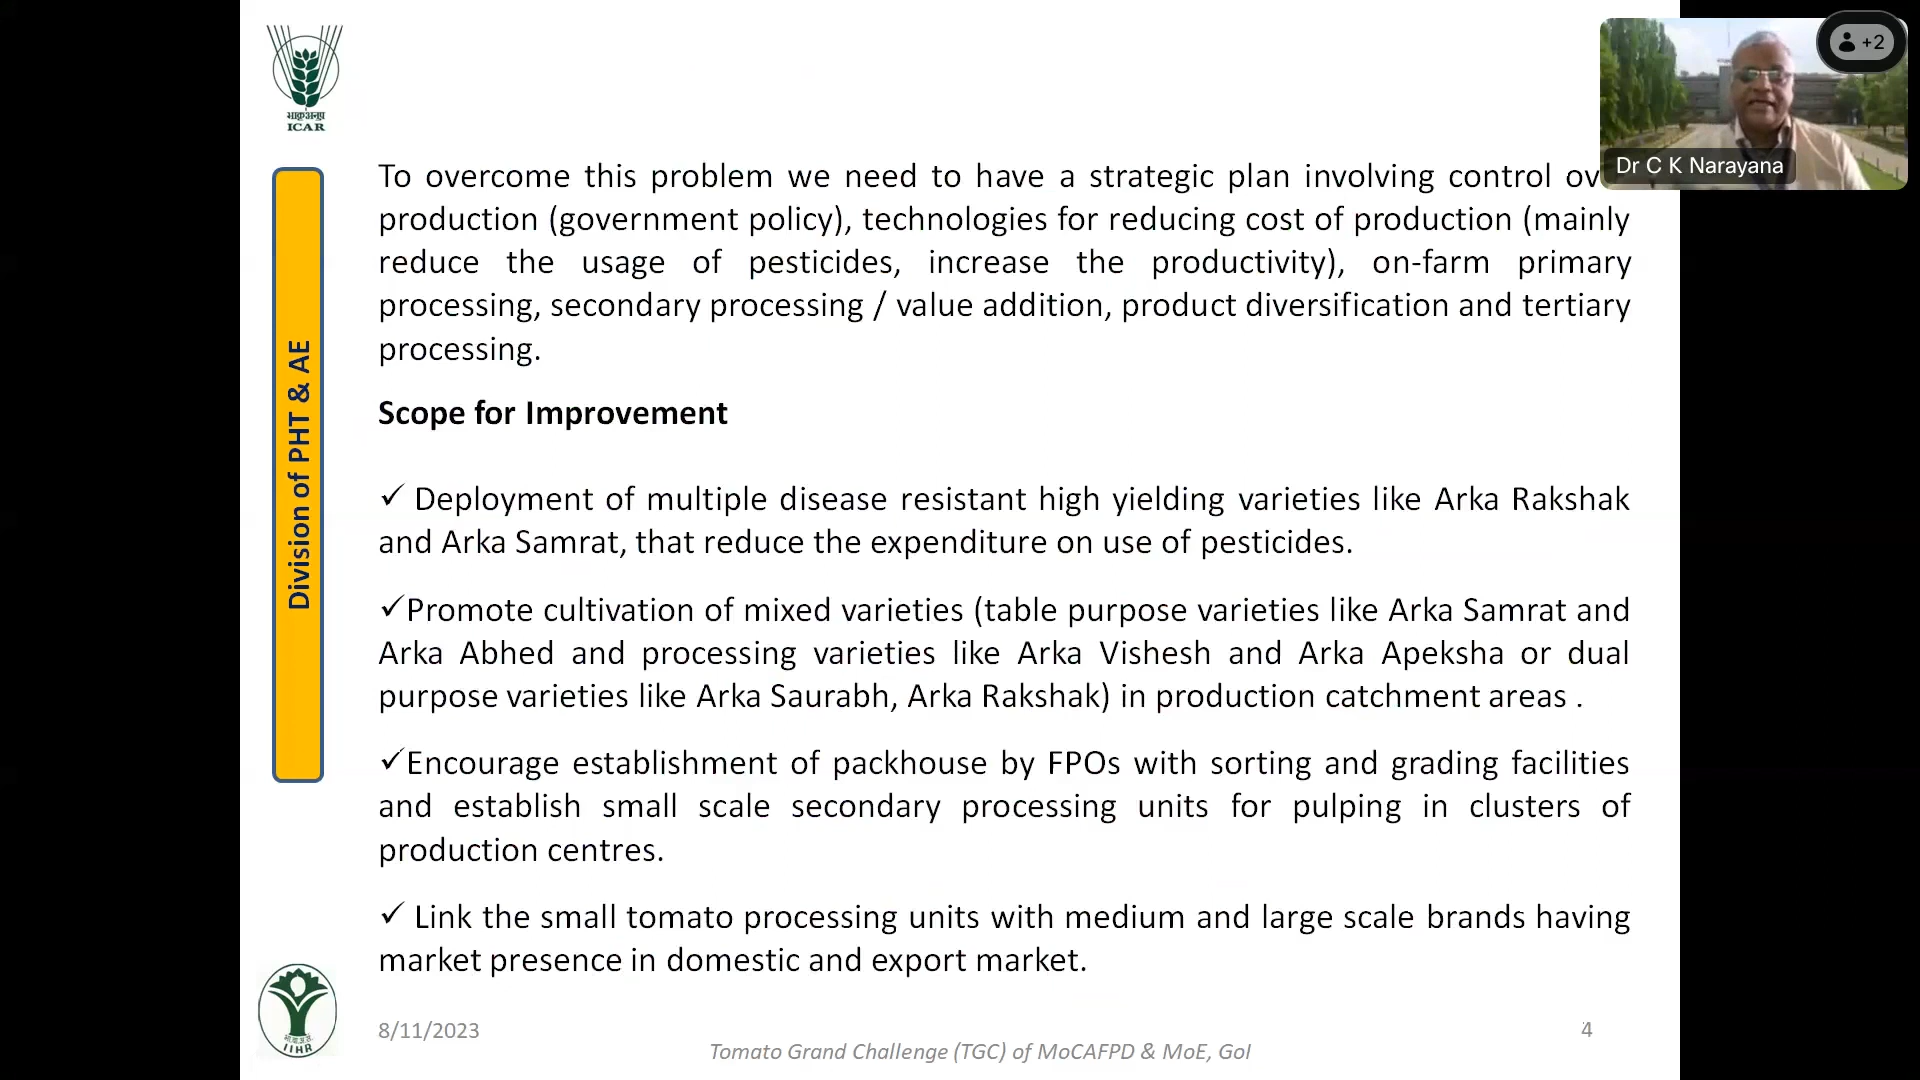 भाकृअनुप
ICAR
+2
Dr C K Narayana
Division of PHT & AE
To overcome this problem we need to have a strategic plan involving control
production (government policy), technologies for reducing cost of production (mainly
reduce the usage of pesticides, increase the productivity), on-farm primary
processing, secondary processing / value addition, product diversification and tertiary
processing.
Scope for Improvement
✓ Deployment of multiple disease resistant high yielding varieties like Arka Rakshak
and Arka Samrat, that reduce the expenditure on use of pesticides.
✓Promote cultivation of mixed varieties (table purpose varieties like Arka Samrat and
Arka Abhed and processing varieties like Arka Vishesh and Arka Apeksha or dual
purpose varieties like Arka Saurabh, Arka Rakshak) in production catchment areas .
✓Encourage establishment of packhouse by FPOs with sorting and grading facilities
and establish small scale secondary processing units for pulping in clusters of
production centres.
✓ Link the small tomato processing units with medium and large scale brands having
market presence in domestic and export market.
IIHR
8/11/2023
4
Tomato Grand Challenge (TGC) of MoCAFPD & MoE, GoI